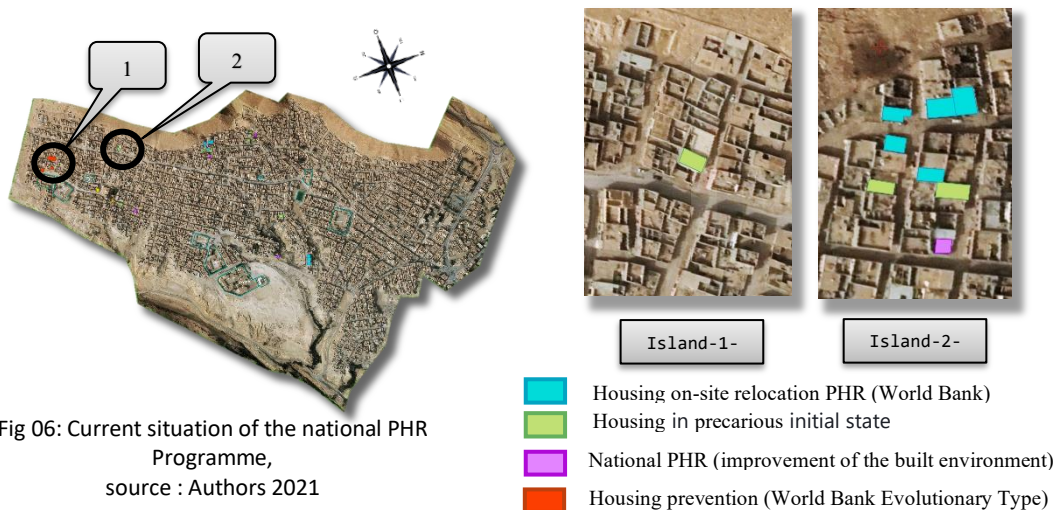 1
2
Island-1-
Island-2-
Housing on-site relocation PHR (World Bank)
Housing in precarious initial state
National PHR (improvement of the built environment)
Housing prevention (World Bank Evolutionary Type)
Fig 06: Current situation of the national PHR
Programme,
source : Authors 2021